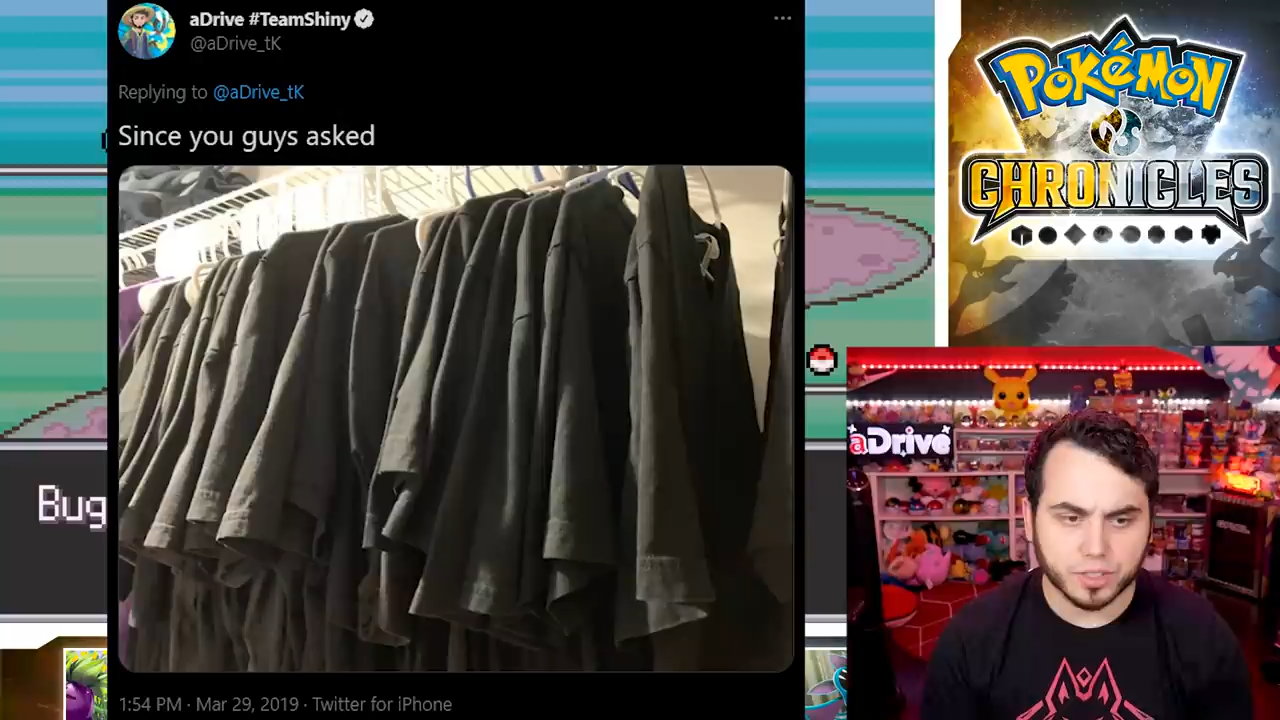 aDrive #TeamShiny
@aDrive_tK
Replying to @aDrive_tK
Since you guys asked
1:54 PM · Mar 29, 2019 · Twitter for iPhone
Bug
POKÉMON
CHRONICLES
aDrive